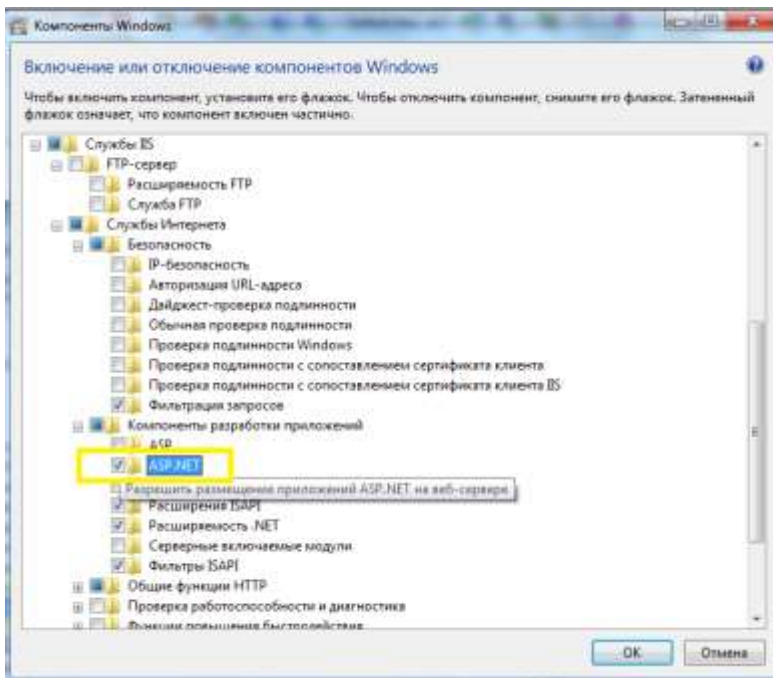 Компоненты Windows
Включение или отключение компонентов Windows
Чтобы включить компонент, установите его флажок. Чтобы отключить компонент, снимите его флажок. Затененный
флажок означает, что компонент включен частично.
Службы IIS
FTP-сервер
Расширяемость FTP
Служба FTP
Службы Интернета
Безопасность
IP-безопасность
Авторизация URL-адреса
Дайджест-проверка подлинности
Обычная проверка подлинности
Проверка подлинности Windows
Проверка подлинности с сопоставлением сертификата клиента
Проверка подлинности с сопоставлением сертификата клиента IIS
Фильтрация запросов
Компоненты разработки приложений
ASP
ASP.NET
Разрешить размещение приложений ASP.NET на веб-сервере
Расширения ISAPI
Расширяемость .NET
Серверные включаемые модули
Фильтры ISAPI
Общие функции HTTP
Проверка работоспособности и диагностика
Функции повышения быстродействия
OK
Отмена